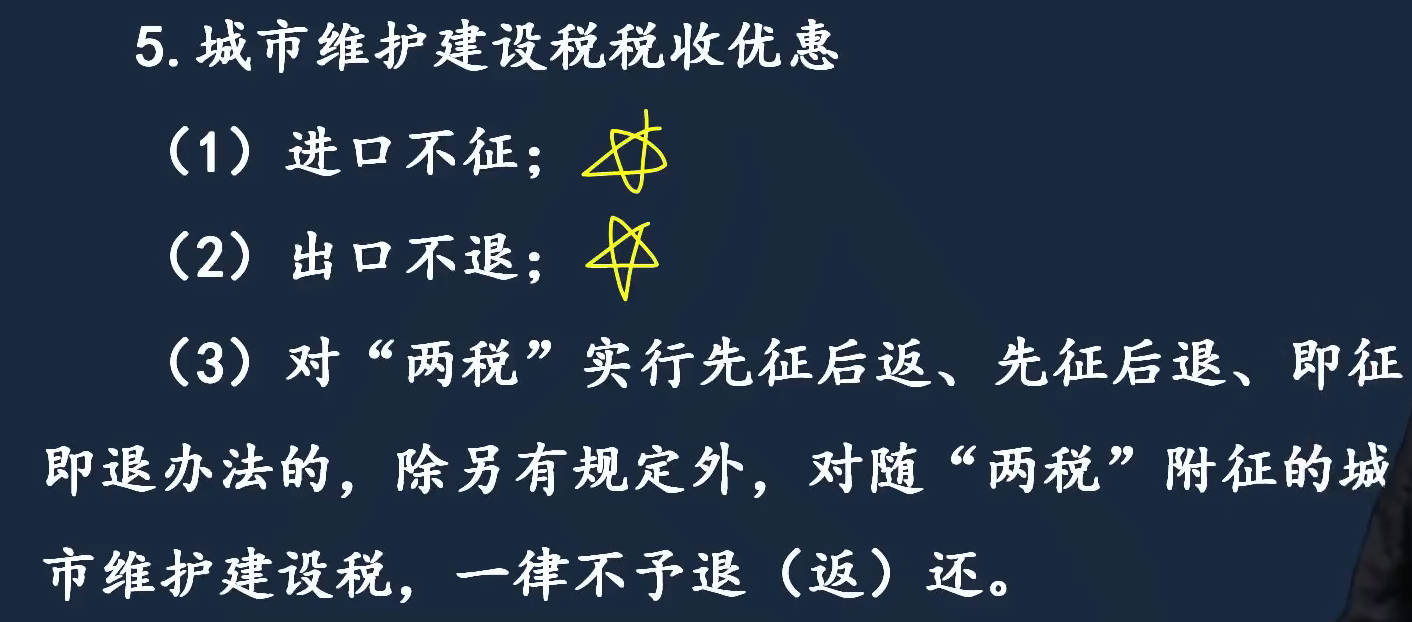 5.城市维护建设税税收优惠
（1）进口不征；
（2）出口不退；
（3）对“两税”实行先征后返、先征后退、即征
即退办法的，除另有规定外，对随“两税”附征的城
市维护建设税，一律不予退（返）还。